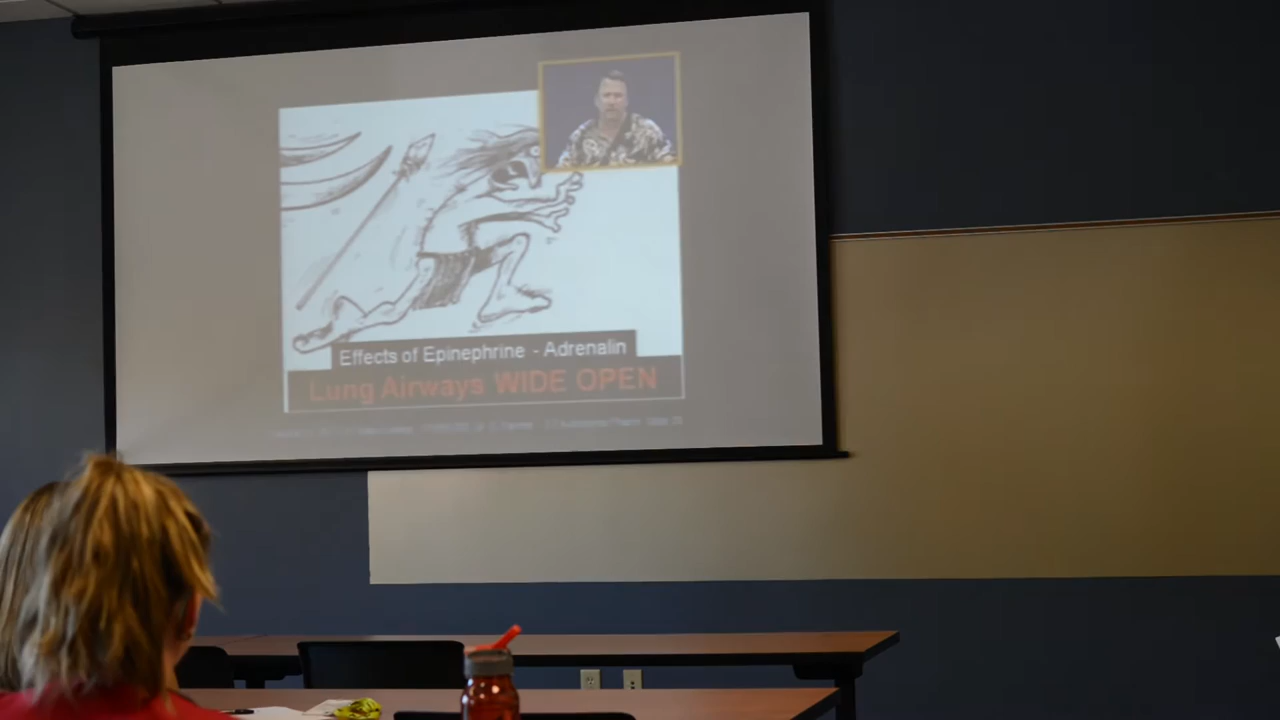 Effects of Epinephrine - Adrenalin
Lung Airways WIDE OPEN